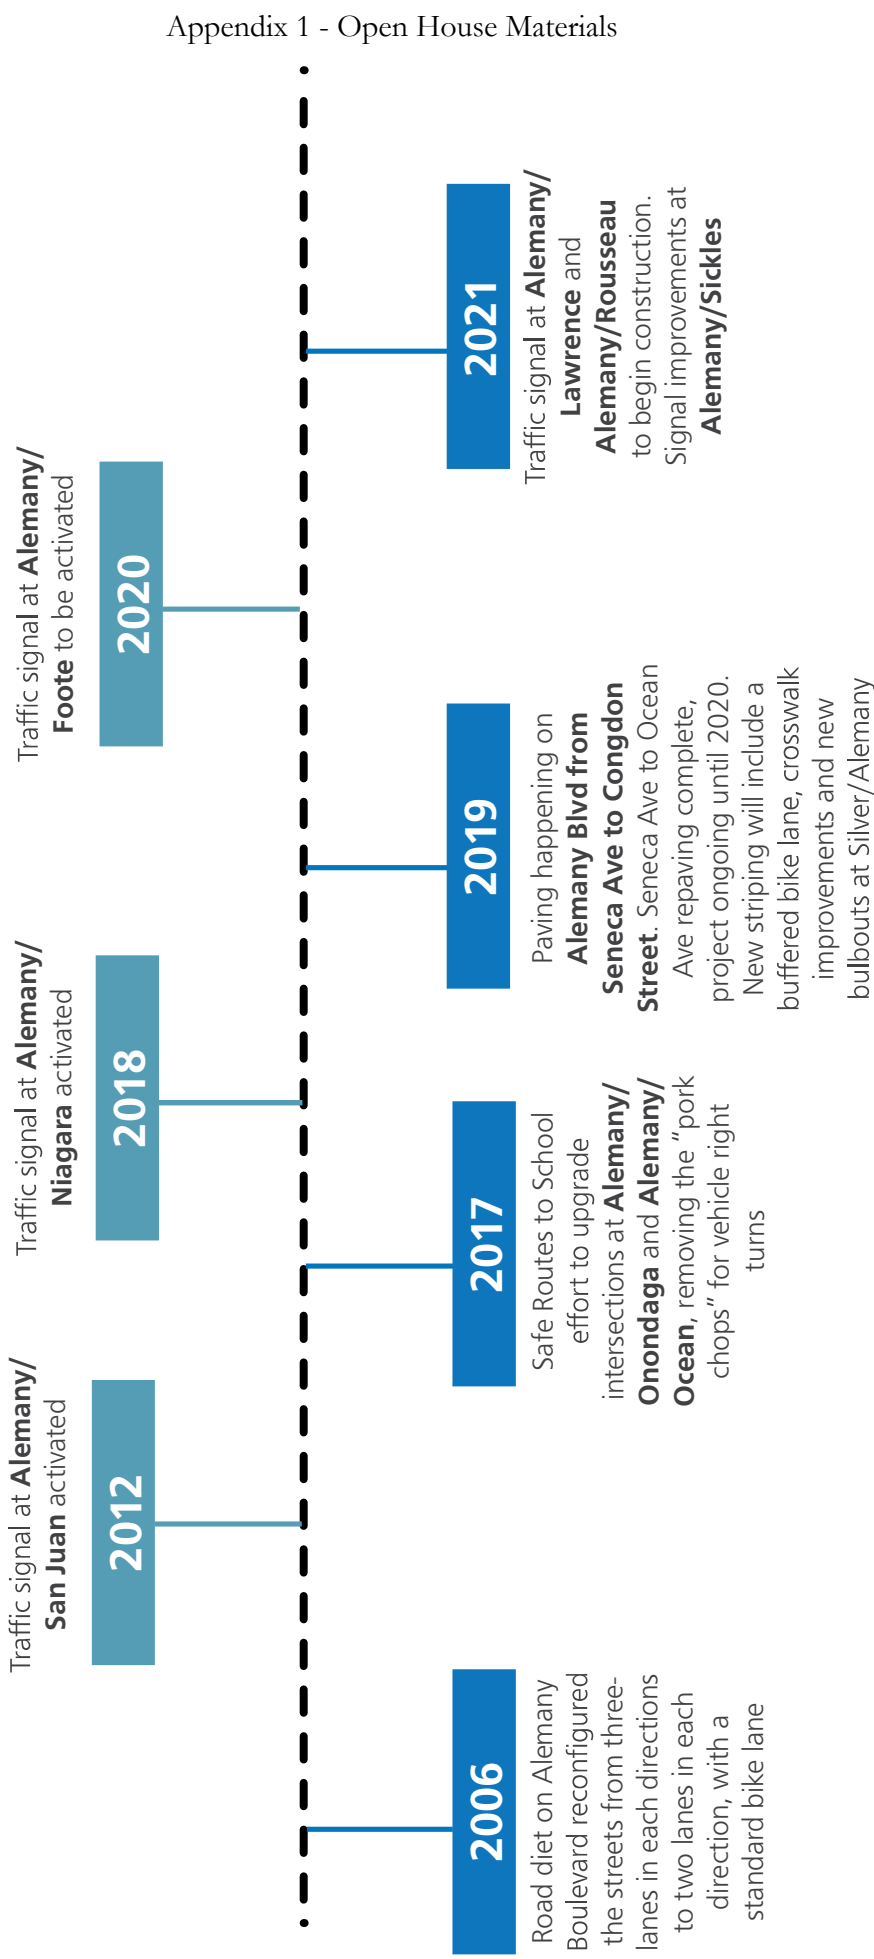 Appendix 1 - Open House Materials
2006
Road diet on Alemany
Boulevard reconfigured
the streets from three-
lanes in each directions
to two lanes in each
direction, with a
standard bike lane
Traffic signal at Alemany/
San Juan activated
2012
2017
Safe Routes to School
effort to upgrade
intersections at Alemany/
Onondaga and Alemany/
Ocean, removing the “pork
chops” for vehicle right
turns
Traffic signal at Alemany/
Niagara activated
2018
2019
Paving happening on
Alemany Blvd from
Seneca Ave to Congdon
Street. Seneca Ave to Ocean
Ave repaving complete,
project ongoing until 2020.
New striping will include a
buffered bike lane, crosswalk
improvements and new
bulbouts at Silver/Alemany
Traffic signal at Alemany/
Foote to be activated
2020
2021
Traffic signal at Alemany/
Lawrence and
Alemany/Rousseau
to begin construction.
Signal improvements at
Alemany/Sickles